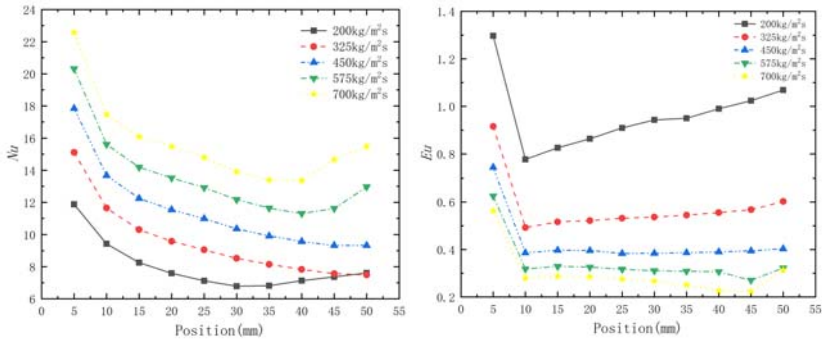 24
22
20
18
16
14
12
10
8
6
Nu
0 5 10 15 20 25 30 35 40 45 50 55
Position(mm)
200kg/m²s
325kg/m²s
450kg/m²s
575kg/m²s
700kg/m²s
1.4
1.2
1.0
0.8
0.6
0.4
0.2
Eu
0 5 10 15 20 25 30 35 40 45 50 55
Position(mm)
200kg/m²s
325kg/m²s
450kg/m²s
575kg/m²s
700kg/m²s